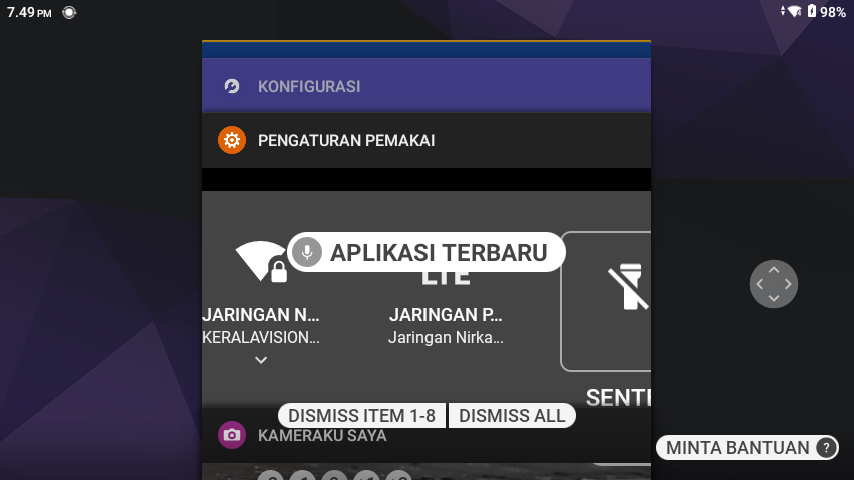 7.49 PM
98%
KONFIGURASI
PENGATURAN PEMAKAI
APLIKASI TERBARU
LTE
JARINGAN N...
JARINGAN P...
KERALAVISION...
Jaringan Nirka...
SENTE
DISMISS ITEM 1-8
DISMISS ALL
KAMERAKU SAYA
MINTA BANTUAN ?